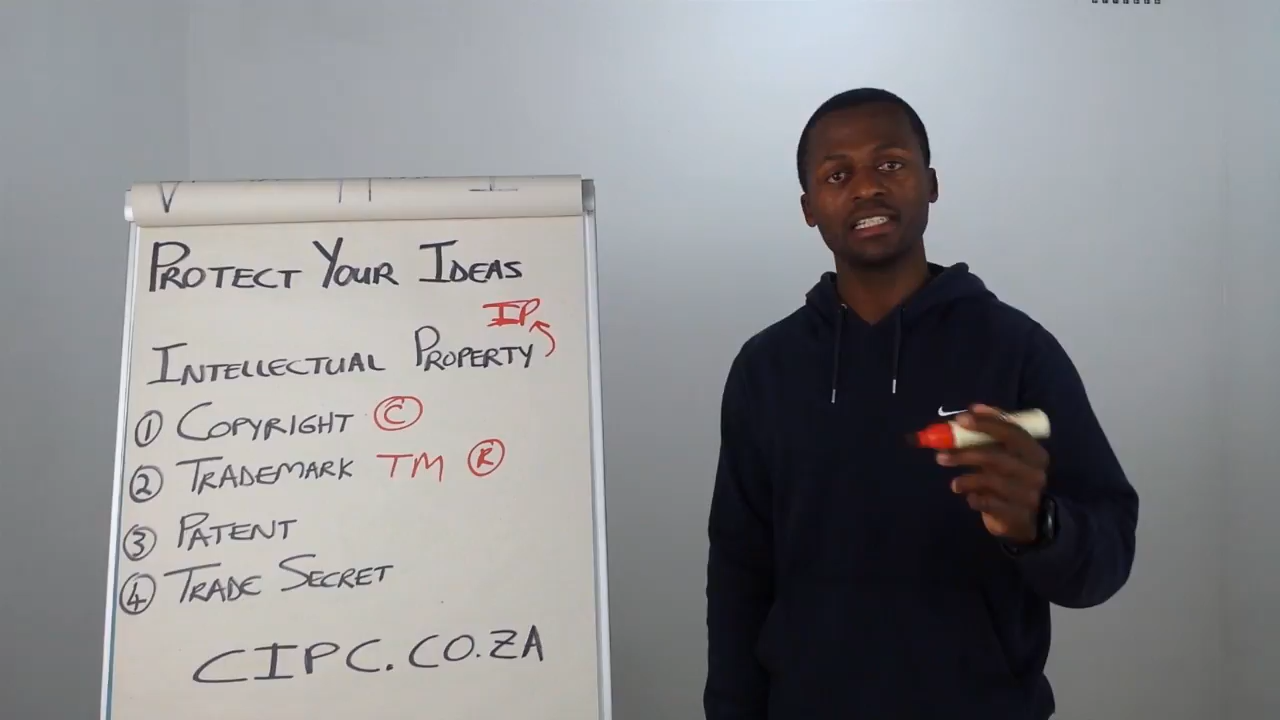 PROTECT YOUR IDEAS
IP
INTELLECTUAL PROPERTY
① COPYRIGHT ©
② TRADEMARK TM ®
③ PATENT
④ TRADE SECRET
CIPC.CO.ZA